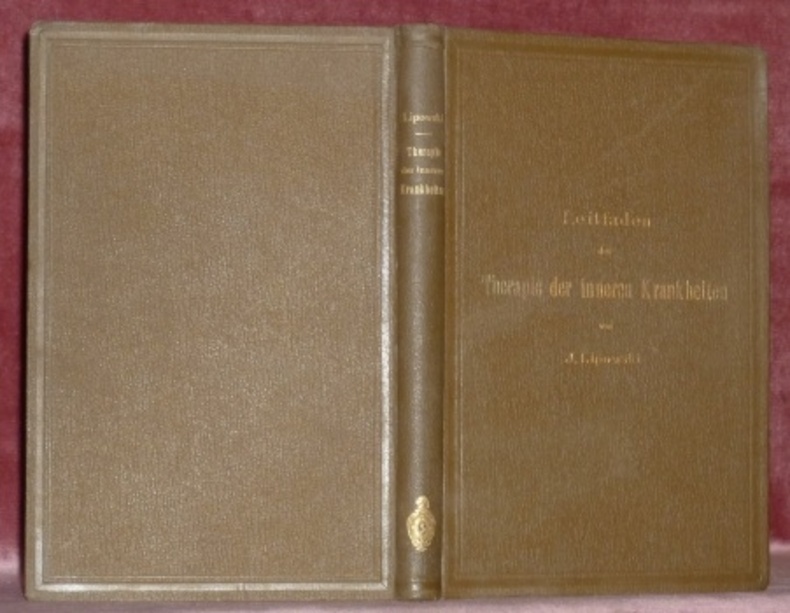 Lipowski
Therapie
der inneren
Krankheiten
Leitfaden
der
Therapie der inneren Krankheiten
von
J. Lipowski